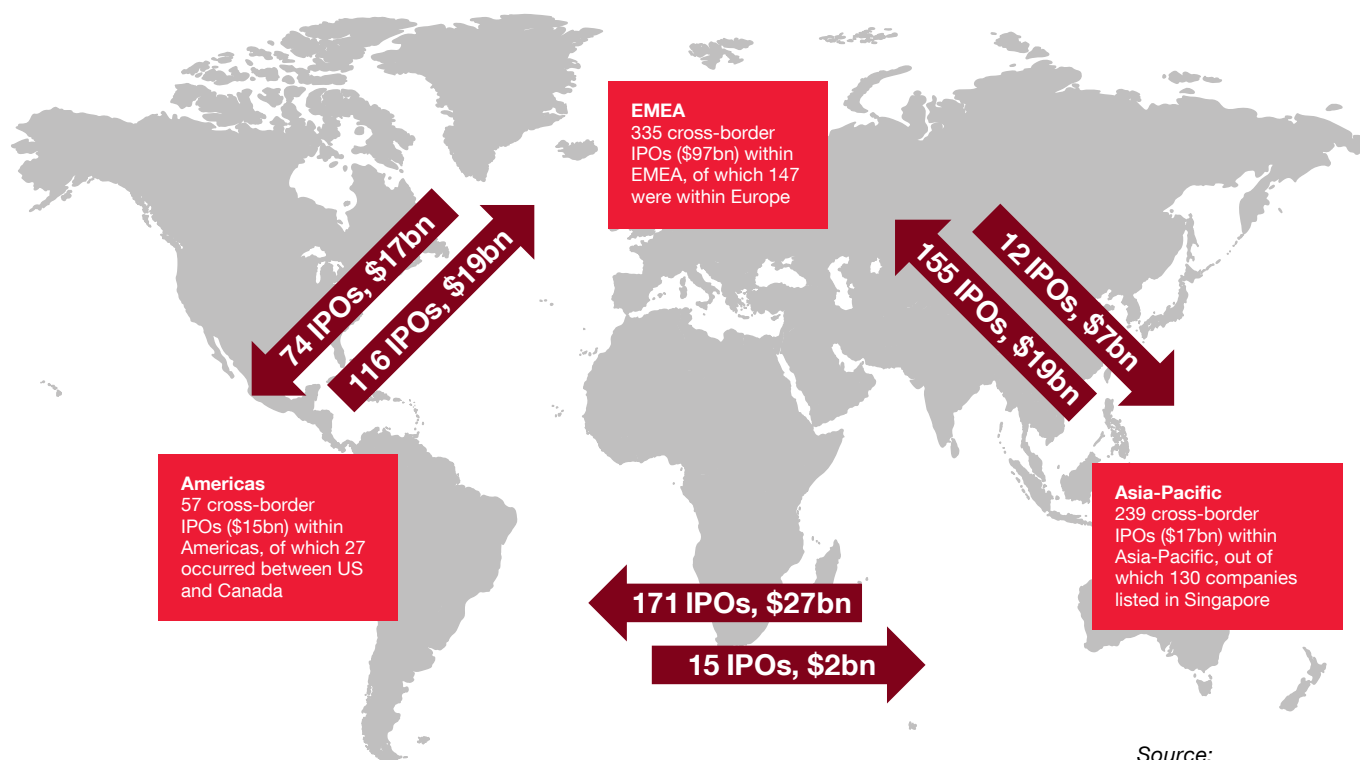 EMEA
335 cross-border
IPOs ($97bn) within
EMEA, of which 147
were within Europe
74 IPOs, $17bn
116 IPOs, $19bn
155 IPOs, $19bn
12 IPOs, $7bn
Americas
57 cross-border
IPOs ($15bn) within
Americas, of which 27
occurred between US
and Canada
Asia-Pacific
239 cross-border
IPOs ($17bn) within
Asia-Pacific, out of
which 130 companies
listed in Singapore
171 IPOs, $27bn
15 IPOs, $2bn
Source: